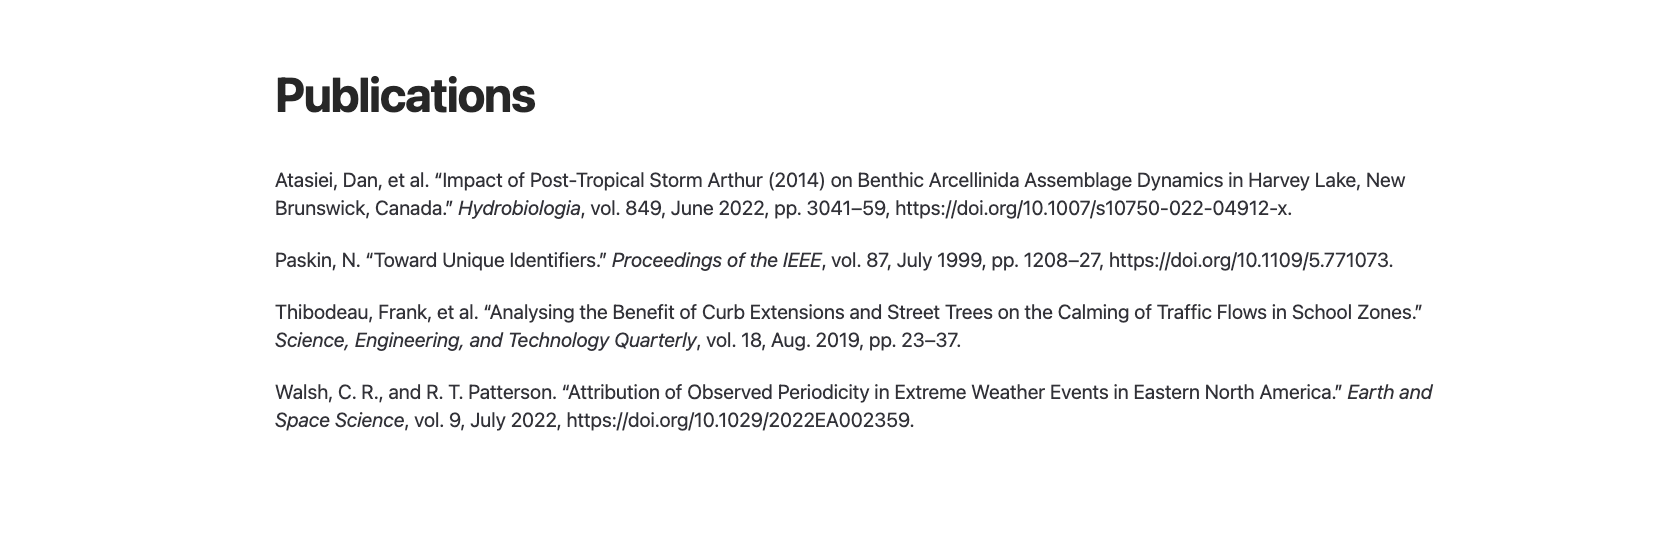 Publications
Atasiei, Dan, et al. “Impact of Post-Tropical Storm Arthur (2014) on Benthic Arcellinida Assemblage Dynamics in Harvey Lake, New
Brunswick, Canada.” Hydrobiologia, vol. 849, June 2022, pp. 3041–59, https://doi.org/10.1007/s10750-022-04912-x.
Paskin, N. “Toward Unique Identifiers.” Proceedings of the IEEE, vol. 87, July 1999, pp. 1208–27, https://doi.org/10.1109/5.771073.
Thibodeau, Frank, et al. “Analysing the Benefit of Curb Extensions and Street Trees on the Calming of Traffic Flows in School Zones.”
Science, Engineering, and Technology Quarterly, vol. 18, Aug. 2019, pp. 23–37.
Walsh, C. R., and R. T. Patterson. “Attribution of Observed Periodicity in Extreme Weather Events in Eastern North America.” Earth and
Space Science, vol. 9, July 2022, https://doi.org/10.1029/2022EA002359.